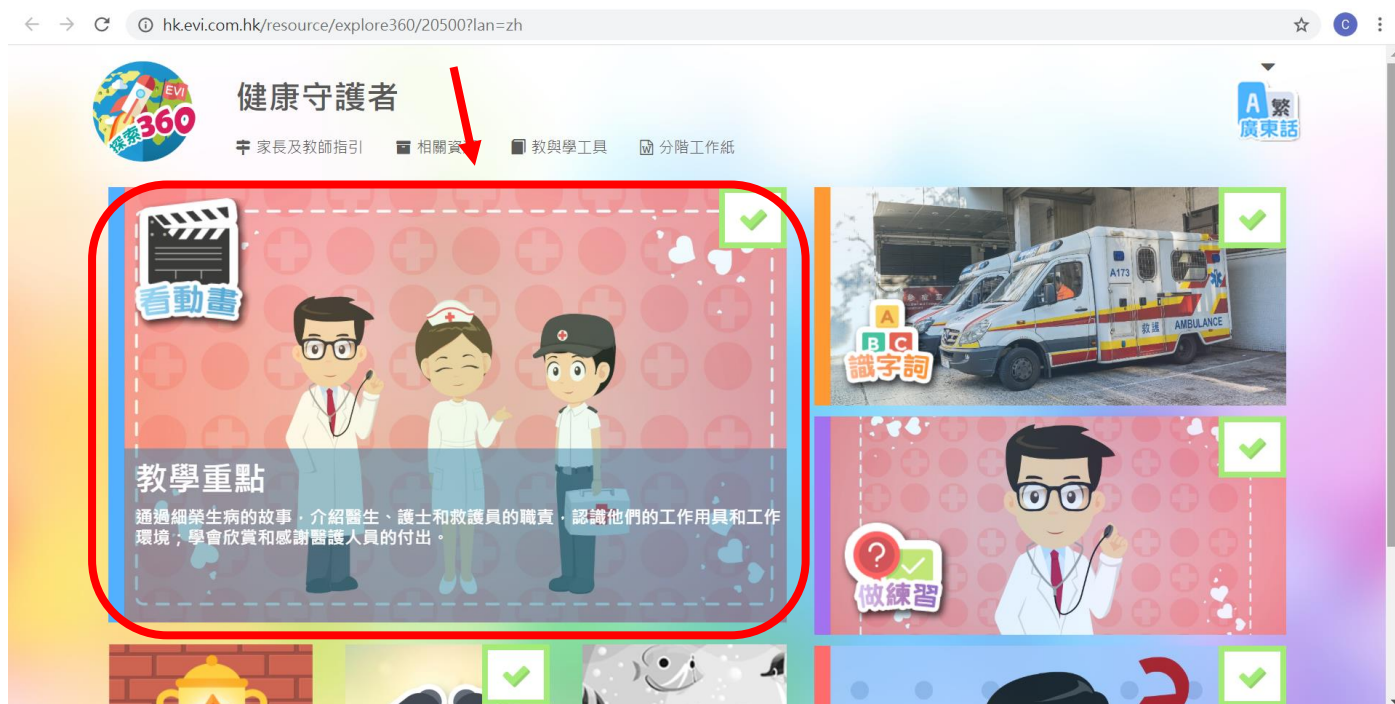 hk.evi.com.hk/resource/explore360/20500?lan=zh
C
EVI
探索360
健康守護者
A 繁
廣東話
家長及教師指引
相關資
教與學工具
分階工作紙
看動畫
教學重點
通過細榮生病的故事，介紹醫生、護士和救護員的職責，認識他們的工作用具和工作
環境；學會欣賞和感謝醫護人員的付出。
A173
救護 AMBULANCE
A
B C
識字詞
?
做練習